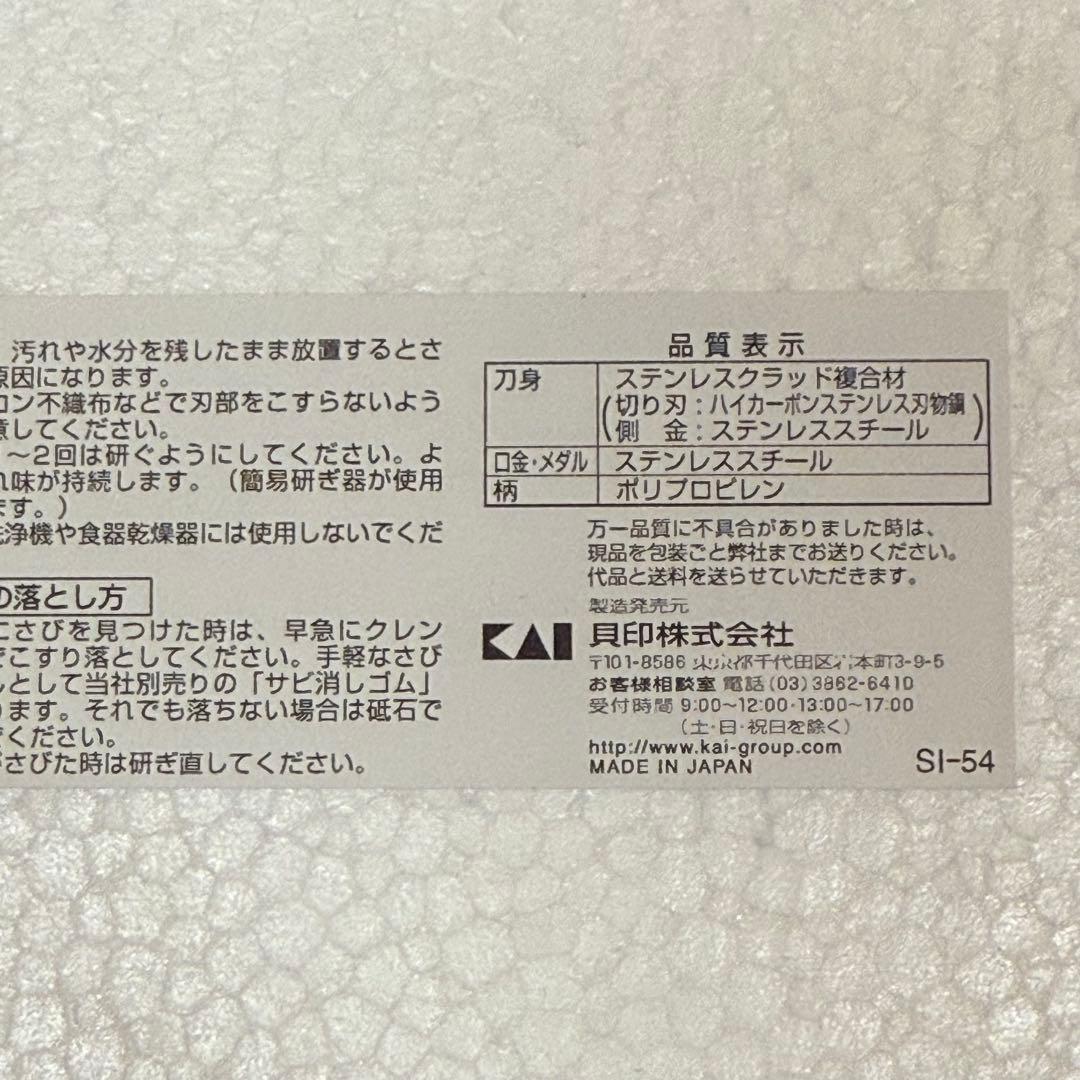 汚れや水分を残したまま放置するとさ
原因になります。
ロン不織布などで刃部をこすらないよう
意してください。
～2回は研ぐようにしてください。よ
れ味が持続します。（簡易研ぎ器が使用
ます。）
洗浄機や食器乾燥器には使用しないでくだ
の落とし方
にさびを見つけた時は、早急にクレン
でこすり落としてください。手軽なさび
しとして当社別売りの「サビ消しゴム」
ります。それでも落ちない場合は砥石で
ください。
がさびた時は研ぎ直してください。
品質表示
刀身 ステンレスクラッド複合材
(切り刃：ハイカーボンステンレス刃物鋼
側 金：ステンレススチール)
口金・メダル ステンレススチール
柄 ポリプロピレン
万一品質に不具合がありました時は、
現品を包装ごと弊社までお送りください。
代品と送料を送らせていただきます。
製造発売元
KAI 貝印株式会社
〒101-8586 東京都千代田区岩本町3-9-5
お客様相談室 電話(03)3862-6410
受付時間 9:00～12:00・13:00～17:00
（土・日・祝日を除く）
http://www.kai-group.com
MADE IN JAPAN
SI-54